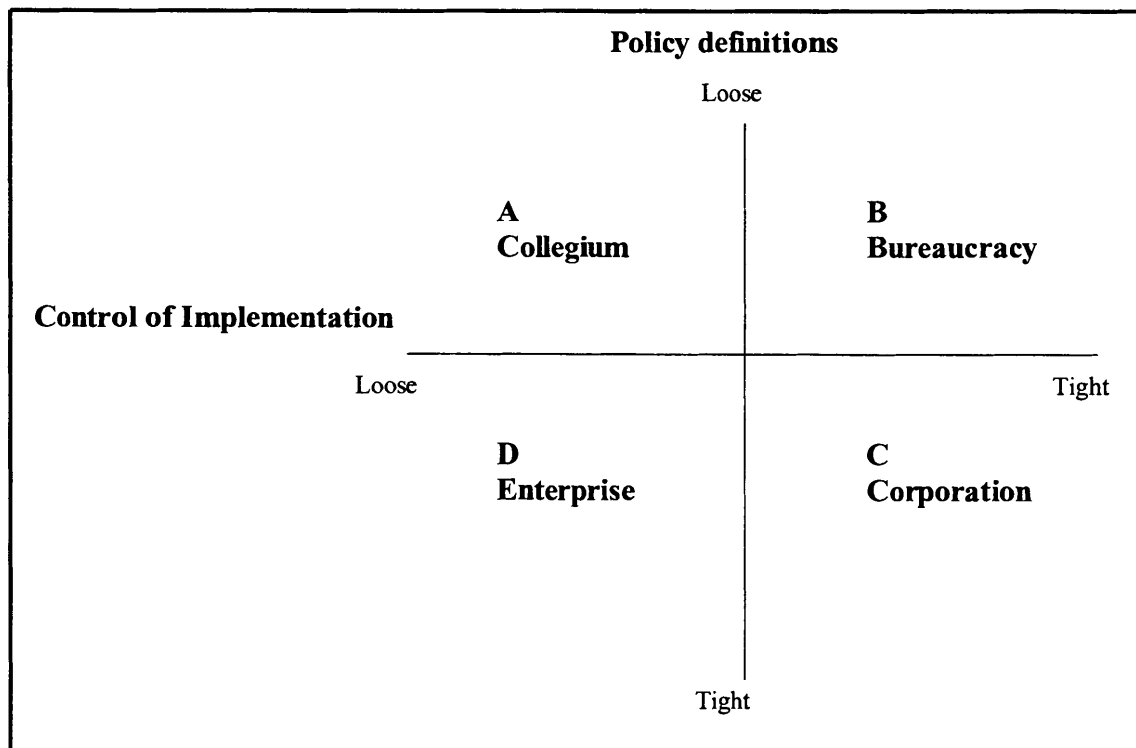 Policy definitions
Loose
A
Collegium
B
Bureaucracy
Control of Implementation
Loose
Tight
D
Enterprise
C
Corporation
Tight